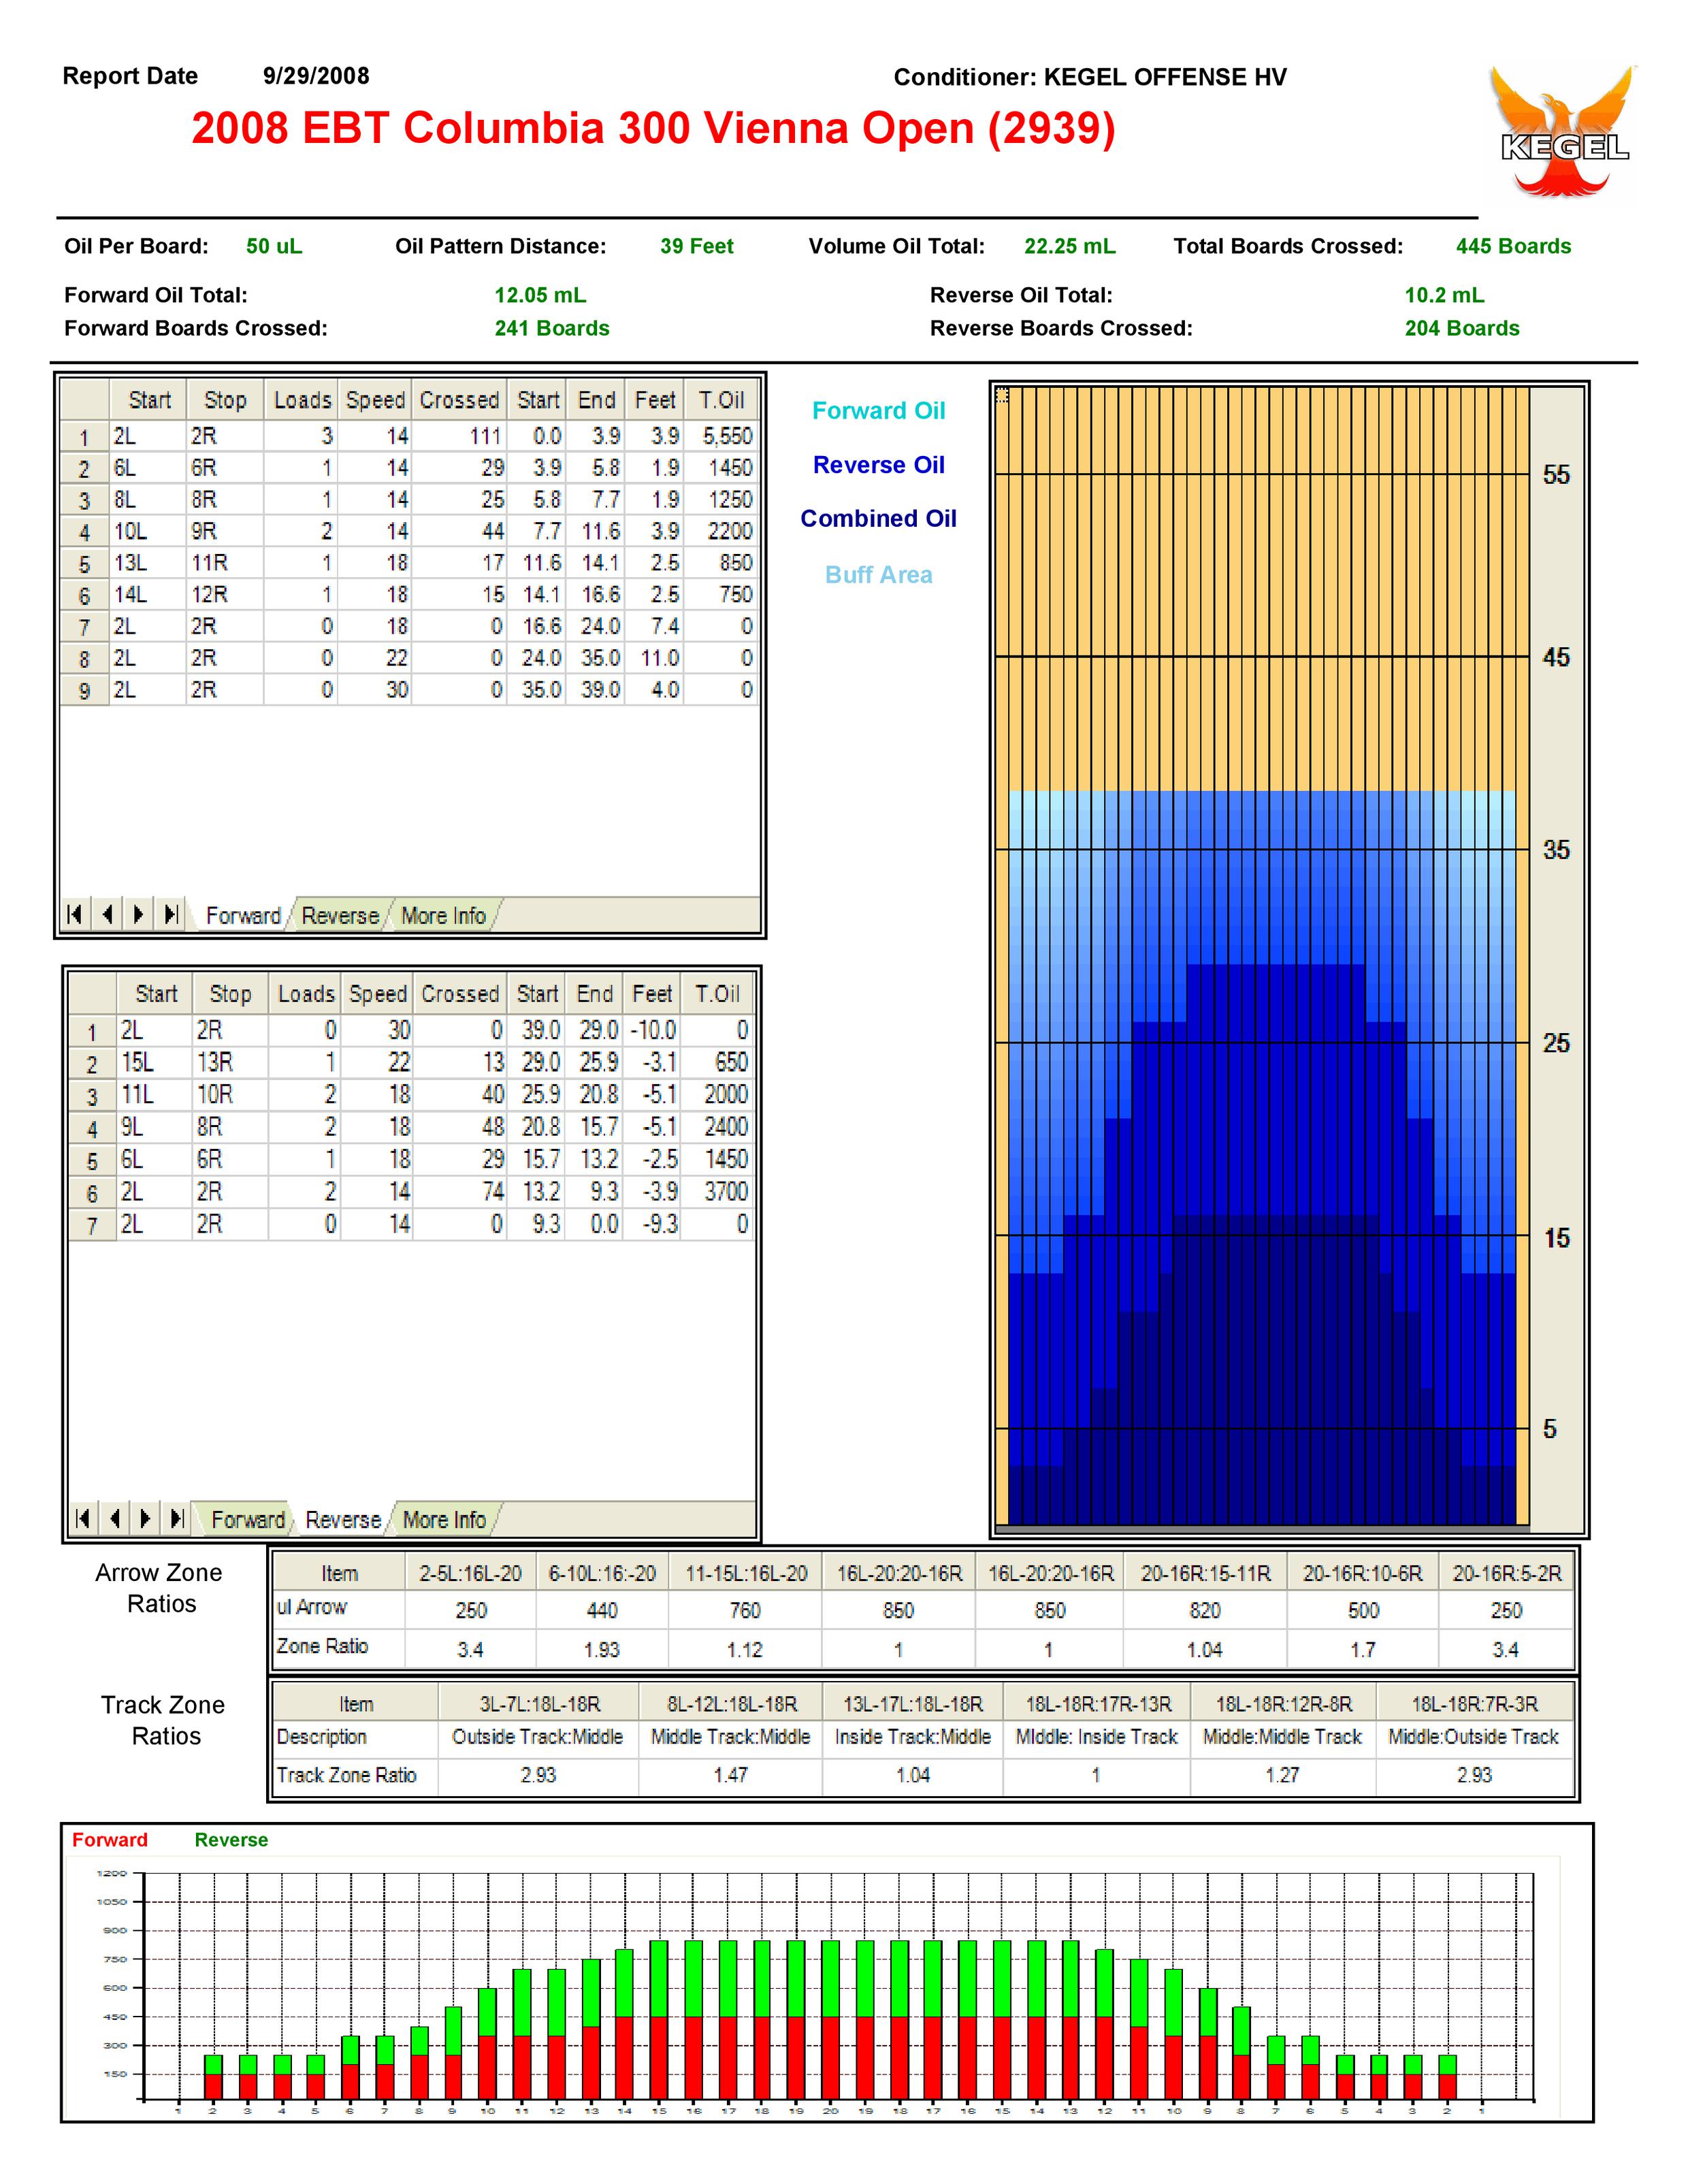 Report Date 9/29/2008 Conditioner: KEGEL OFFENSE HV
2008 EBT Columbia 300 Vienna Open (2939)
KEGEL
Oil Per Board: 50 uL Oil Pattern Distance: 39 Feet Volume Oil Total: 22.25 mL Total Boards Crossed: 445 Boards
Forward Oil Total: 12.05 mL Reverse Oil Total: 10.2 mL
Forward Boards Crossed: 241 Boards Reverse Boards Crossed: 204 Boards
Start Stop Loads Speed Crossed Start End Feet T.Oil
1 2L 2R 3 14 111 0.0 3.9 3.9 5,550
2 6L 6R 1 14 29 3.9 5.8 1.9 1450
3 8L 8R 1 14 25 5.8 7.7 1.9 1250
4 10L 9R 2 14 44 7.7 11.6 3.9 2200
5 13L 11R 1 18 17 11.6 14.1 2.5 850
6 14L 12R 1 18 15 14.1 16.6 2.5 750
7 2L 2R 0 18 0 16.6 24.0 7.4 0
8 2L 2R 0 22 0 24.0 35.0 11.0 0
9 2L 2R 0 30 0 35.0 39.0 4.0 0
Forward Reverse More Info
Forward Oil
Reverse Oil
Combined Oil
Buff Area
55
45
35
25
15
5
Start Stop Loads Speed Crossed Start End Feet T.Oil
1 2L 2R 0 30 0 39.0 29.0 -10.0 0
2 15L 13R 1 22 13 29.0 25.9 -3.1 650
3 11L 10R 2 18 40 25.9 20.8 -5.1 2000
4 9L 8R 2 18 48 20.8 15.7 -5.1 2400
5 6L 6R 1 18 29 15.7 13.2 -2.5 1450
6 2L 2R 2 14 74 13.2 9.3 -3.9 3700
7 2L 2R 0 14 0 9.3 0.0 -9.3 0
Forward Reverse More Info
Arrow Zone
Ratios
Item 2-5L:16L-20 6-10L:16:-20 11-15L:16L-20 16L-20:20-16R 16L-20:20-16R 20-16R:15-11R 20-16R:10-6R 20-16R:5-2R
ul Arrow 250 440 760 850 850 820 500 250
Zone Ratio 3.4 1.93 1.12 1 1 1.04 1.7 3.4
Track Zone
Ratios
Item 3L-7L:18L-18R 8L-12L:18L-18R 13L-17L:18L-18R 18L-18R:17R-13R 18L-18R:12R-8R 18L-18R:7R-3R
Description Outside Track:Middle Middle Track:Middle Inside Track:Middle MIddle: Inside Track Middle:Middle Track Middle:Outside Track
Track Zone Ratio 2.93 1.47 1.04 1 1.27 2.93
Forward Reverse
1200
1050
900
750
600
450
300
150
1 2 3 4 5 6 7 8 9 10 11 12 13 14 15 16 17 18 19 20 19 18 17 16 15 14 13 12 11 10 9 8 7 6 5 4 3 2 1